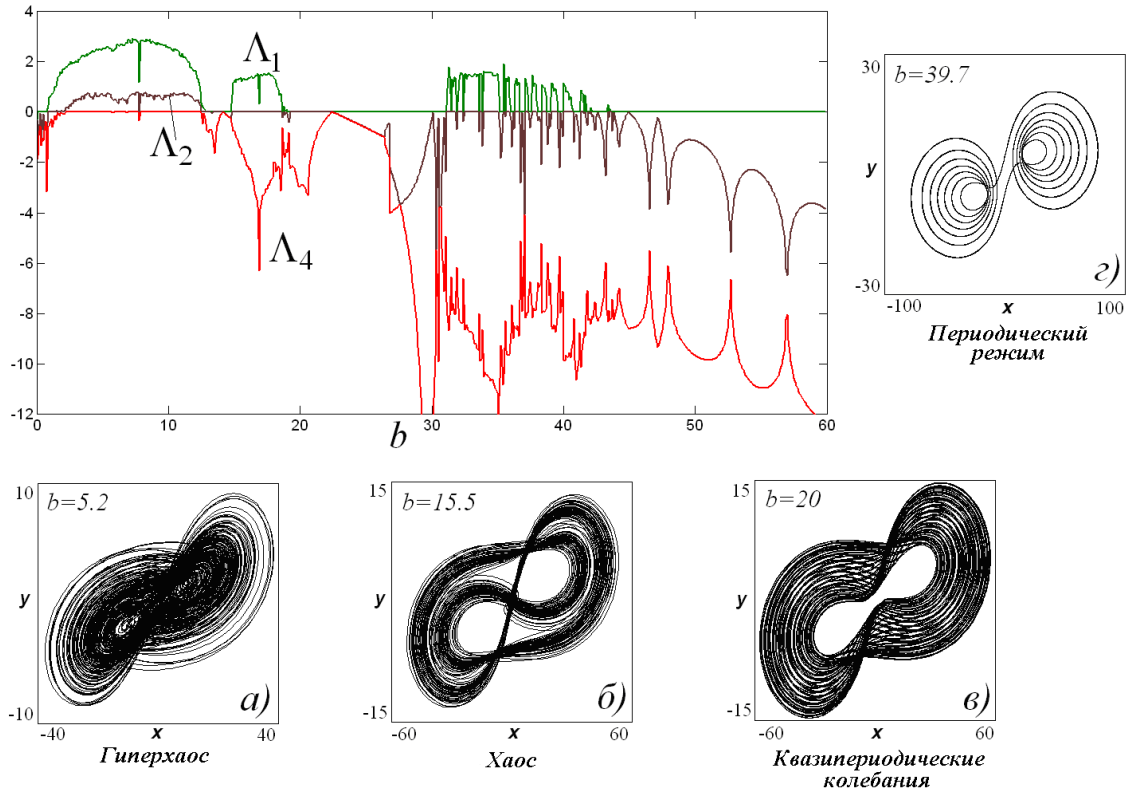 4
2
0
-2
-4
-6
-8
-10
-12
Λ1
Λ2
Λ4
0 10 20 30 40 50 60
b
b=39.7
30
y
-30
-100 x 100
г)
Периодический
режим
b=5.2
10
y
-10
-40 x 40
а)
Гиперхаос
b=15.5
15
y
-15
-60 x 60
б)
Хаос
b=20
15
y
-15
-60 x 60
в)
Квазипериодические
колебания